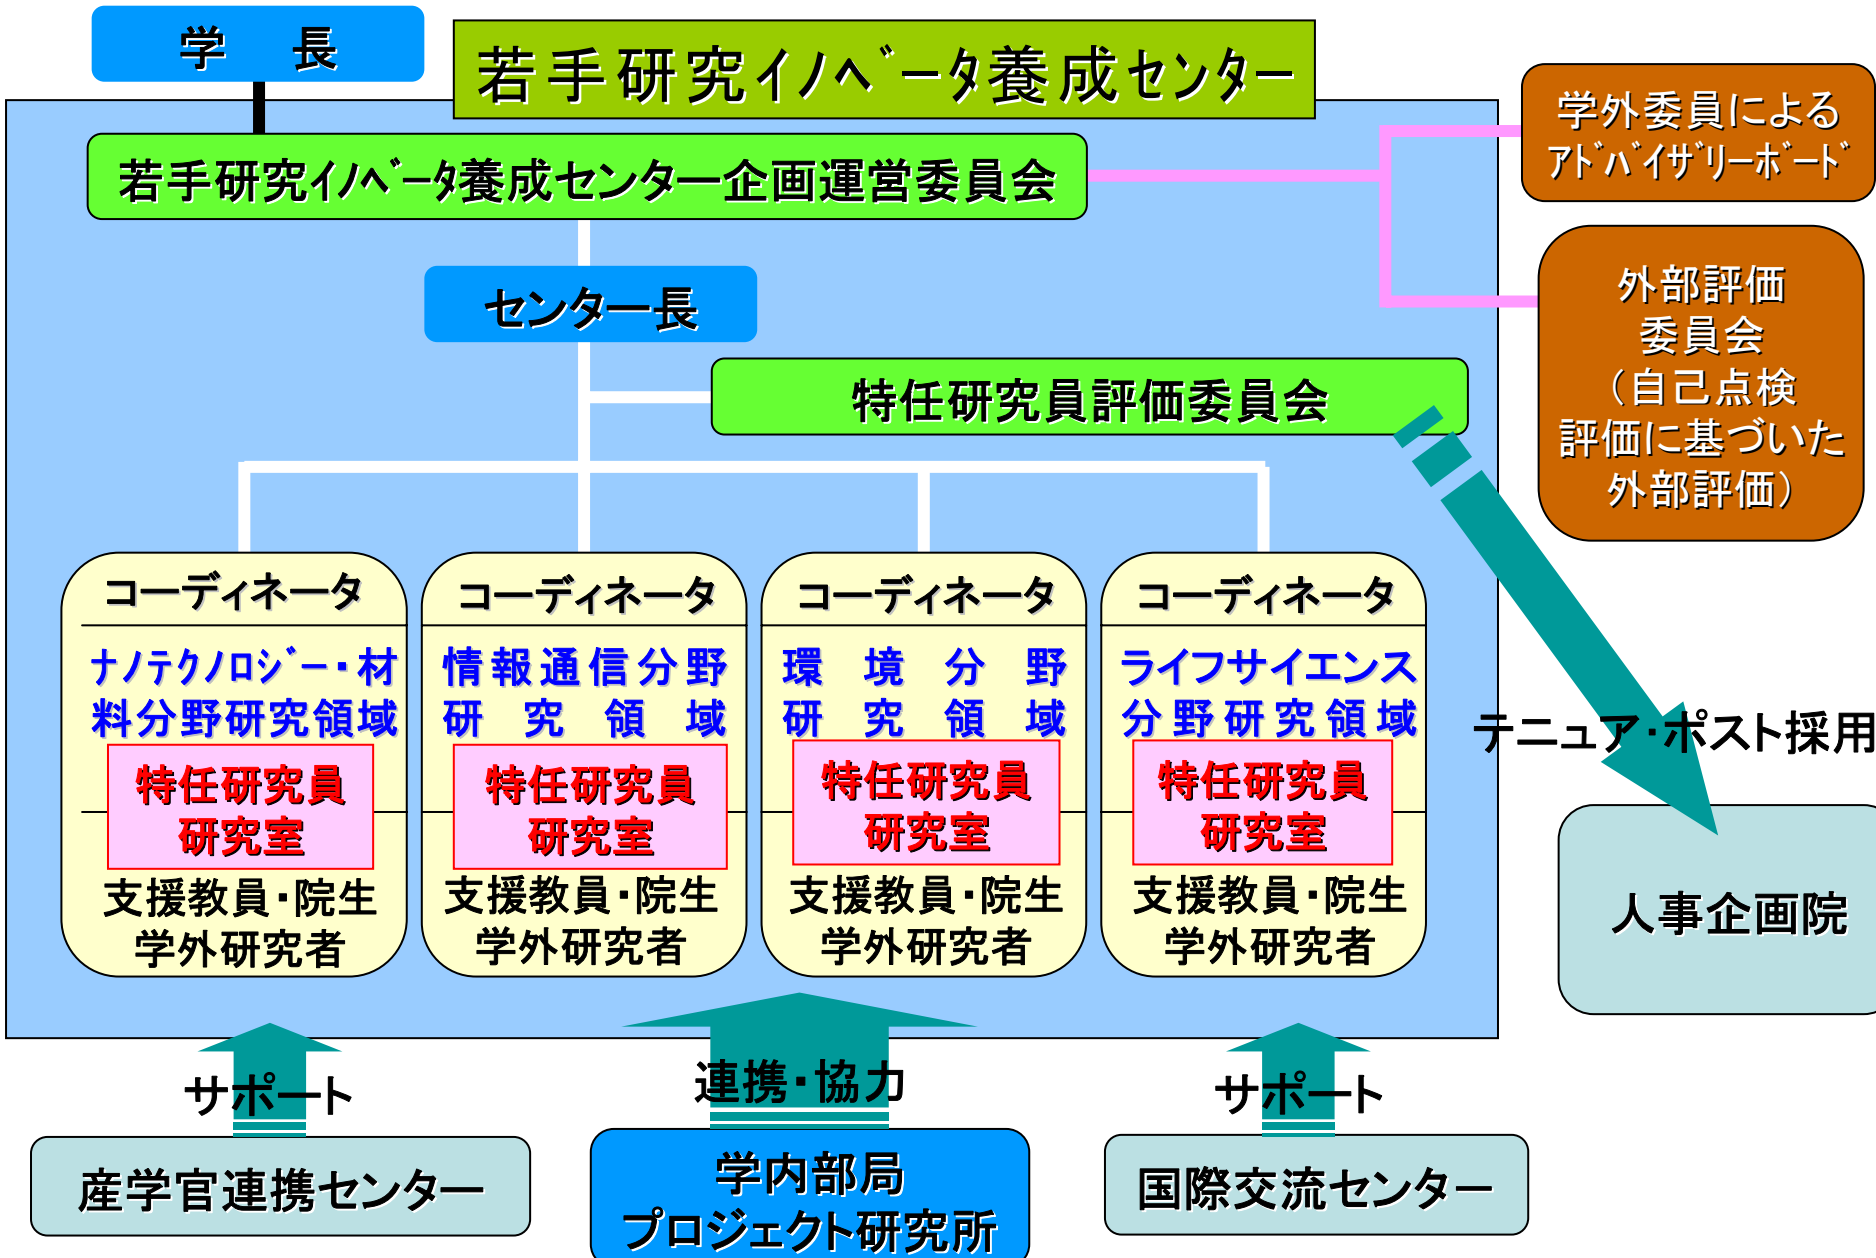 学　長
若手研究ｲﾉﾍﾞｰﾀ養成センター
若手研究ｲﾉﾍﾞｰﾀ養成センター企画運営委員会
学外委員による
ｱﾄﾞﾊﾞｲｻﾞﾘｰﾎﾞｰﾄﾞ
センター長
外部評価
委員会
（自己点検
評価に基づいた
外部評価）
特任研究員評価委員会
コーディネータ
ﾅﾉﾃｸﾉﾛｼﾞｰ・材
料分野研究領域
特任研究員
研究室
支援教員・院生
学外研究者
コーディネータ
情報通信分野
研究領域
特任研究員
研究室
支援教員・院生
学外研究者
コーディネータ
環境分野
研究領域
特任研究員
研究室
支援教員・院生
学外研究者
コーディネータ
ライフサイエンス
分野研究領域
特任研究員
研究室
支援教員・院生
学外研究者
テニュア・ポスト採用
人事企画院
サポート
連携・協力
サポート
産学官連携センター
学内部局
プロジェクト研究所
国際交流センター